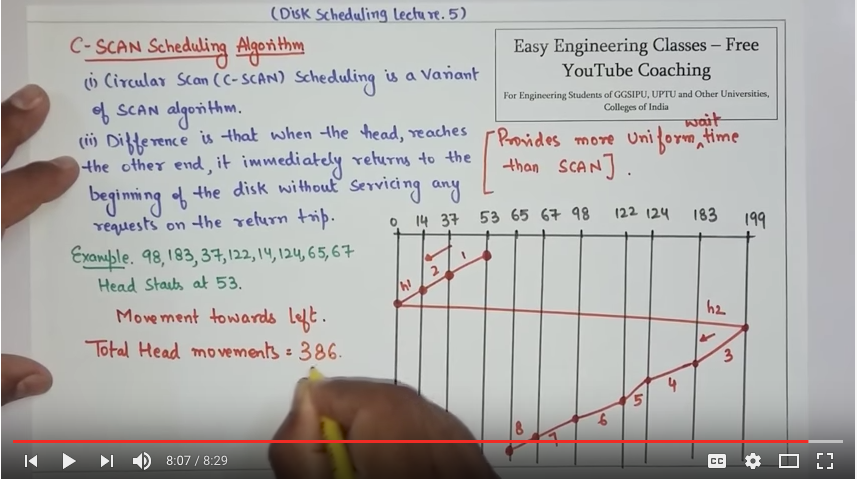 (Disk Scheduling Lecture. 5)
C-SCAN Scheduling Algorithm
(i) Circular Scan (C-SCAN) Scheduling is a Variant
of SCAN algorithm.
(ii) Difference is that when the head, reaches
the other end, it immediately returns to the
beginning of the disk without servicing any
requests on the return trip.
Example. 98,183,37,122,14,124,65,67
Head Starts at 53.
Movement towards left.
Total Head movements = 386.
Easy Engineering Classes – Free
YouTube Coaching
For Engineering Students of GGSIPU, UPTU and Other Universities,
Colleges of India
wait
[Provides more Uniform ^ time
than SCAN].
0 14 37 53 65 67 98 122 124 183 199
h1 2 1
h2
3
4
5
6
7
8
8:07 / 8:29
CC